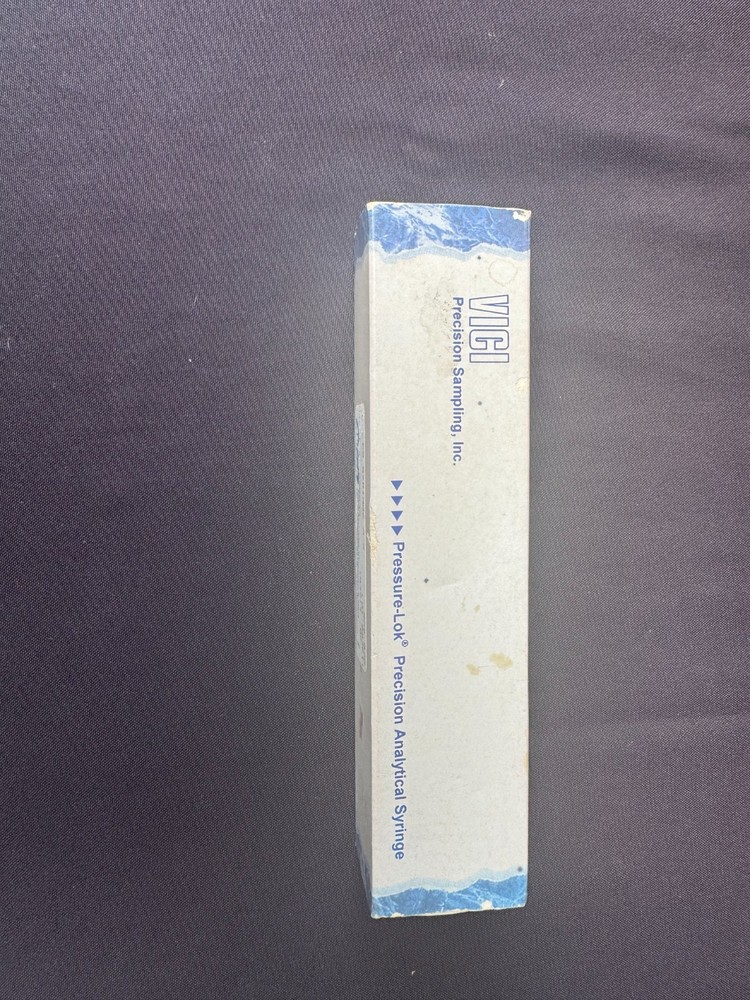 VICI
Precision Sampling, Inc.
▶▶▶▶ Pressure-Lok® Precision Analytical Syringe